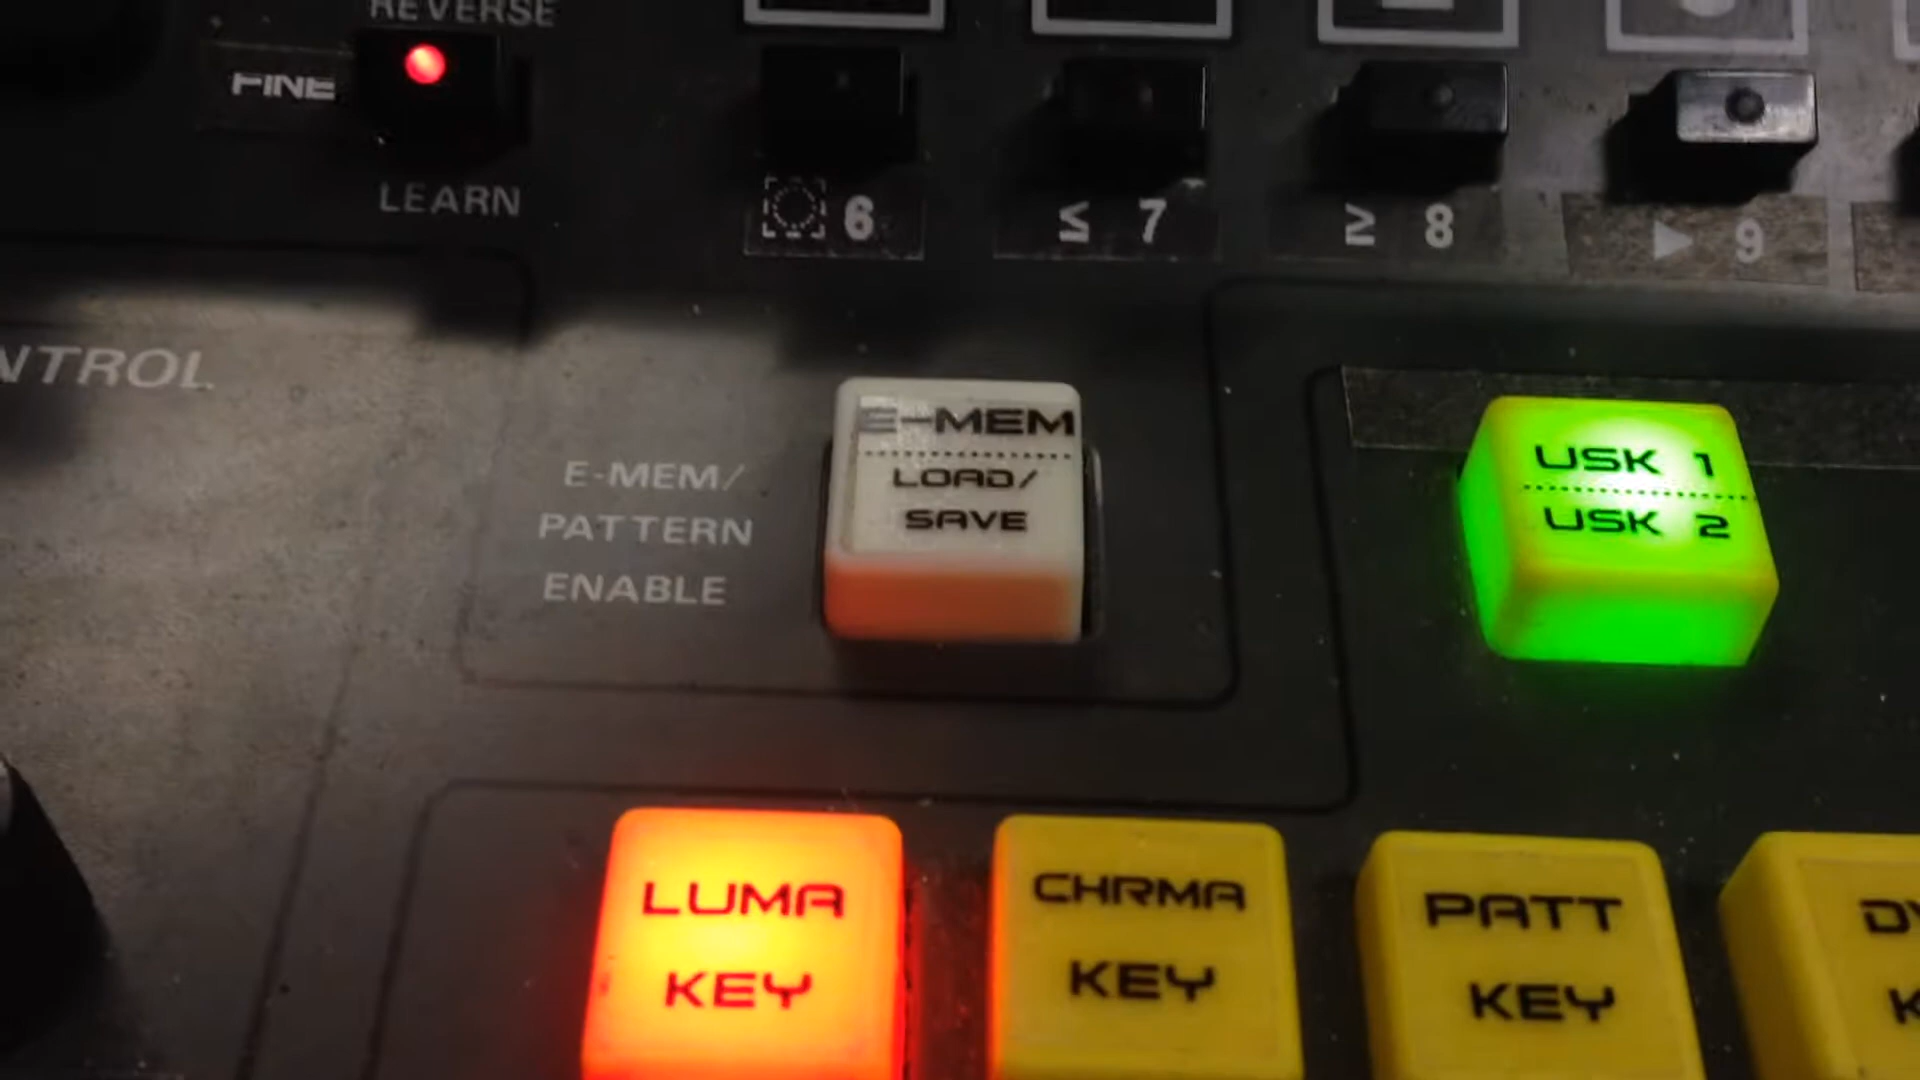 REVERSE
FINE
LEARN
6
≤ 7
≥ 8
▶ 9
NTROL
E-MEM/
PATTERN
ENABLE
E-MEM
LOAD/
SAVE
USK 1
USK 2
LUMA
KEY
CHRMA
KEY
PATT
KEY
DY
K